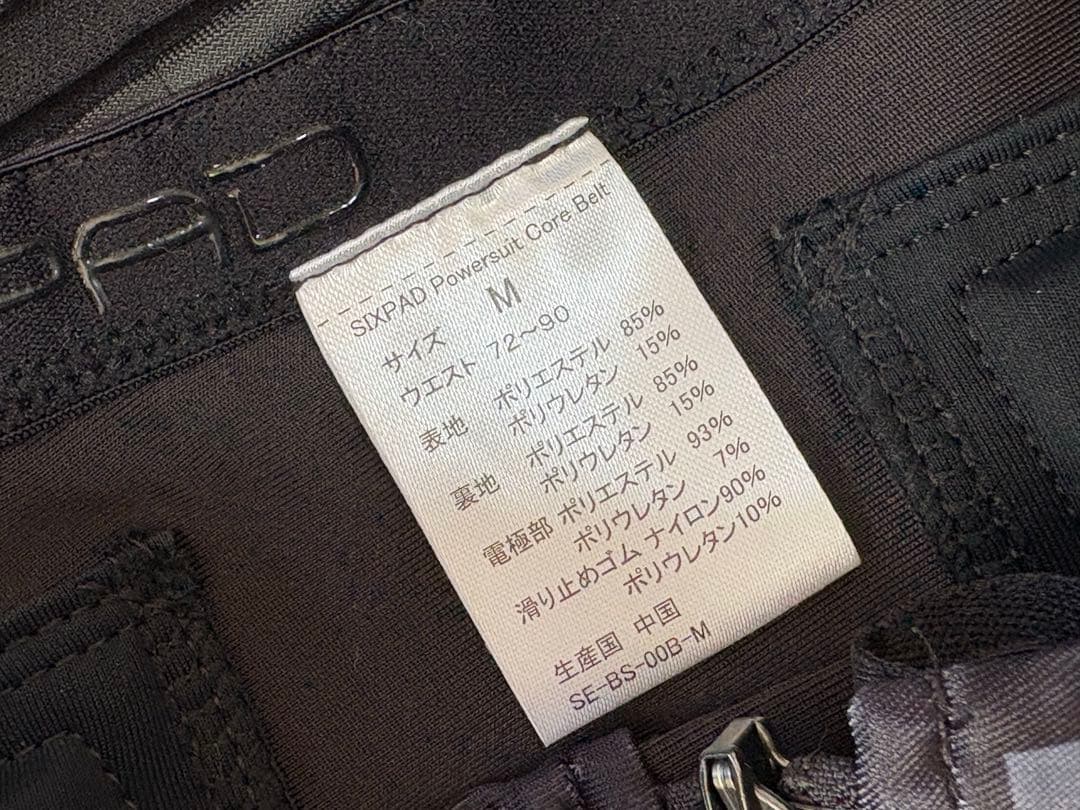 PAD
SIXPAD Powersuit Core Belt
サイズ M
ウエスト 72～90
表地 ポリエステル 85%
ポリウレタン 15%
裏地 ポリエステル 85%
ポリウレタン 15%
電極部 ポリエステル 93%
ポリウレタン 7%
滑り止めゴム ナイロン90%
ポリウレタン10%
生産国 中国
SE-BS-00B-M